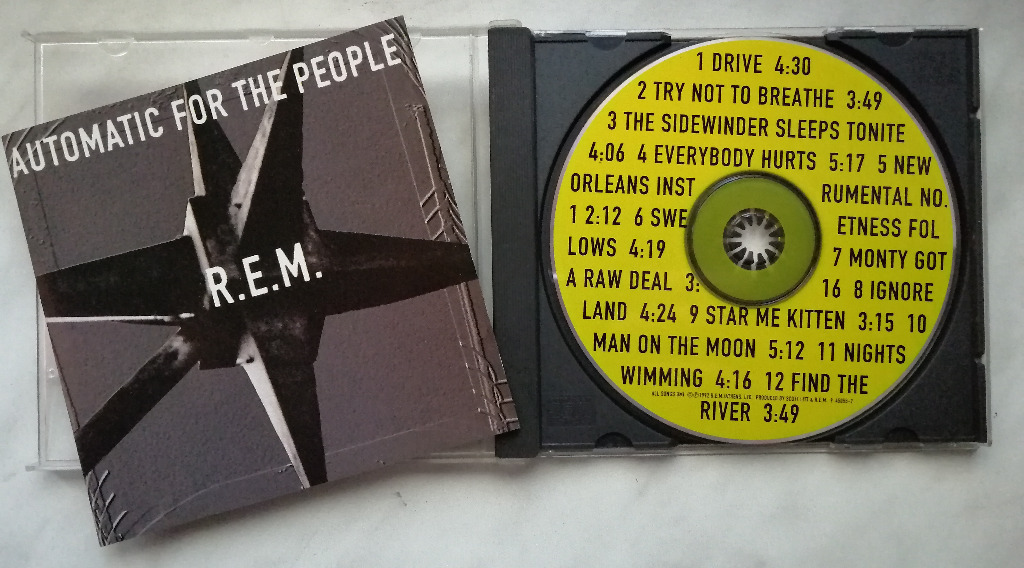 AUTOMATIC FOR THE PEOPLE
R.E.M.
1 DRIVE 4:30
2 TRY NOT TO BREATHE 3:49
3 THE SIDEWINDER SLEEPS TONITE
4:06 4 EVERYBODY HURTS 5:17 5 NEW
ORLEANS INST RUMENTAL NO.
1 2:12 6 SWE ETNESS FOL
LOWS 4:19 7 MONTY GOT
A RAW DEAL 3: 16 8 IGNORE
LAND 4:24 9 STAR ME KITTEN 3:15 10
MAN ON THE MOON 5:12 11 NIGHTS
WIMMING 4:16 12 FIND THE
RIVER 3:49